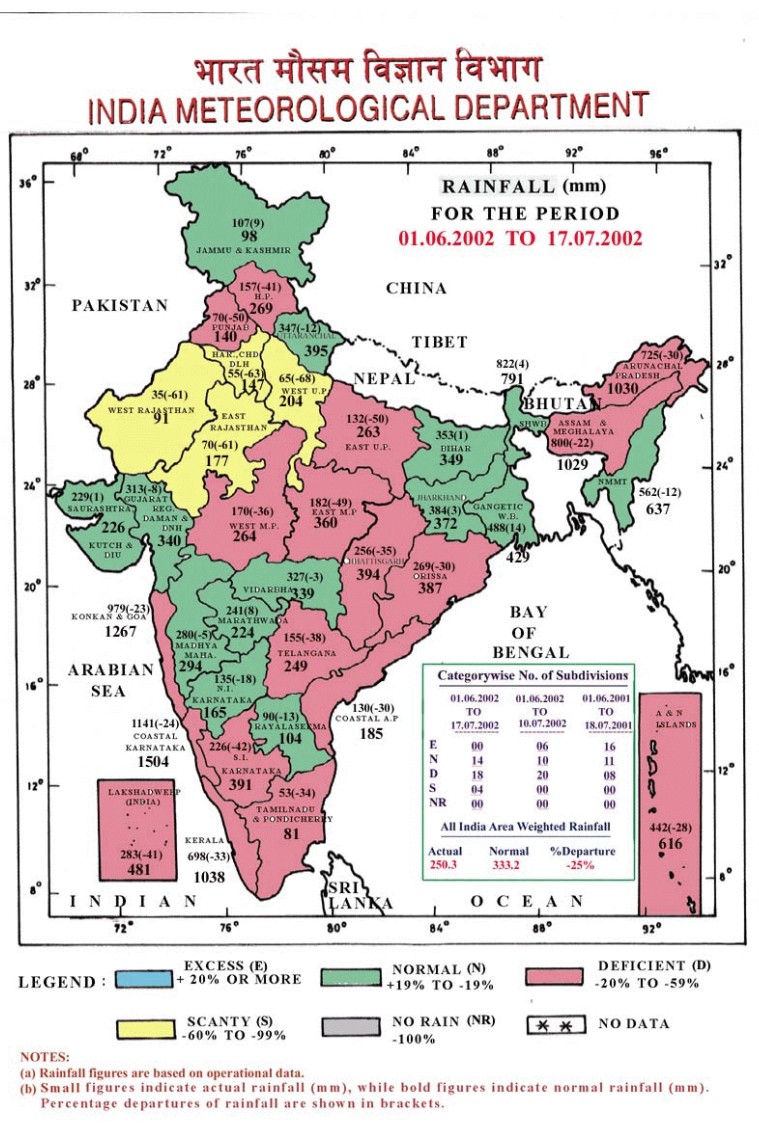 भारत मौसम विज्ञान विभाग
INDIA METEOROLOGICAL DEPARTMENT
68° 72° 76° 80° 84° 88° 92° 96°
RAINFALL (mm)
FOR THE PERIOD
01.06.2002 TO 17.07.2002
36°
107(9)
98
JAMMU & KASHMIR
32°
32°
CHINA
PAKISTAN
157(-41)
H.P.
269
70(-50)
PUNJAB
140
347(-12)
UTTARANCHAL
395
TIBET
NEPAL
822(4)
791
BHUTAN
725(-30)
ARUNACHAL
PRADESH
1030
28°
28°
HAR.,CHD
DLH
55(-63)
147
65(-68)
WEST U.P.
204
35(-61)
WEST RAJASTHAN
91
EAST
RAJASTHAN
70(-61)
177
132(-50)
263
EAST U.P.
353(1)
BIHAR
349
SHWB
ASSAM &
MEGHALAYA
800(-22)
1029
24°
24°
NMMT
562(-12)
637
229(1)
SAURASHTRA
226
KUTCH &
DIU
313(-8)
GUJARAT
REG.
DAMAN &
DNH
340
170(-36)
WEST M.P.
264
182(-49)
EAST M.P
360
JHARKHAND
384(3)
372
GANGETIC
W.B.
488(14)
429
256(-35)
CHHATTISGARH
394
269(-30)
ORISSA
387
20°
20°
979(-23)
KONKAN & GOA
1267
327(-3)
VIDARBHA
339
241(8)
MARATHWADA
224
280(-5)
MADHYA
MAHA.
294
155(-38)
TELANGANA
249
BAY
OF
BENGAL
ARABIAN
SEA
16°
16°
135(-18)
N.I.
KARNATAKA
165
90(-13)
RAYALASEEMA
104
130(-30)
COASTAL A.P
185
1141(-24)
COASTAL
KARNATAKA
1504
226(-42)
S.I.
KARNATAKA
391
53(-34)
TAMILNADU
& PONDICHERRY
81
12°
12°
LAKSHADWEEP
(INDIA)
283(-41)
481
KERALA
698(-33)
1038
A & N
ISLANDS
442(-28)
616
Categorywise No. of Subdivisions
01.06.2002 01.06.2002 01.06.2001
TO TO TO
17.07.2002 10.07.2002 18.07.2001
E 00 06 16
N 14 10 11
D 18 20 08
S 04 00 00
NR 00 00 00
All India Area Weighted Rainfall
Actual Normal %Departure
250.3 333.2 -25%
8°
8°
SRI
LANKA
INDIAN OCEAN
72° 76° 80° 84° 88° 92°
LEGEND :
EXCESS (E)
+ 20% OR MORE
NORMAL (N)
+19% TO -19%
DEFICIENT (D)
-20% TO -59%
SCANTY (S)
-60% TO -99%
NO RAIN (NR)
-100%
NO DATA
NOTES:
(a) Rainfall figures are based on operational data.
(b) Small figures indicate actual rainfall (mm), while bold figures indicate normal rainfall (mm).
Percentage departures of rainfall are shown in brackets.